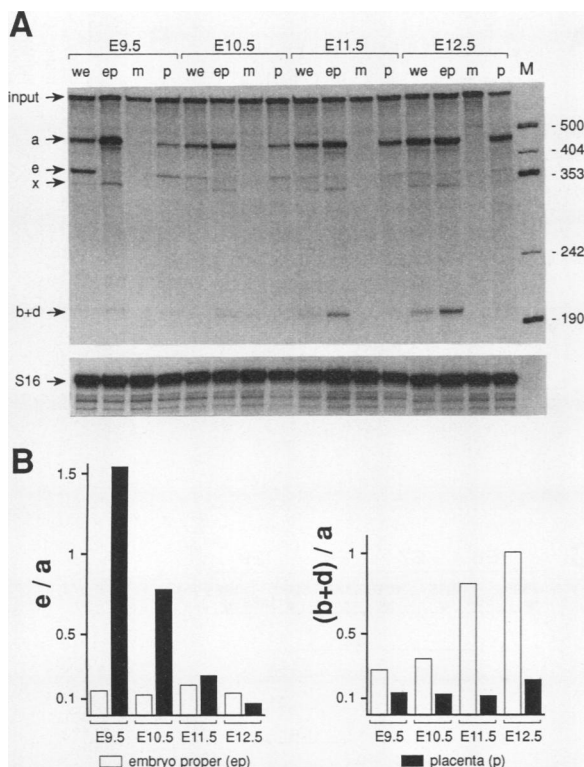 A
E9.5 E10.5 E11.5 E12.5
we ep m p we ep m p we ep m p we ep m p M
input
a
e
x
b+d
- 500
- 404
- 353
- 242
- 190
S16
B
e / a
1.5
1
0.5
0.1
E9.5 E10.5 E11.5 E12.5
embryo proper (ep)
(b+d) / a
1
0.5
0.1
E9.5 E10.5 E11.5 E12.5
placenta (p)